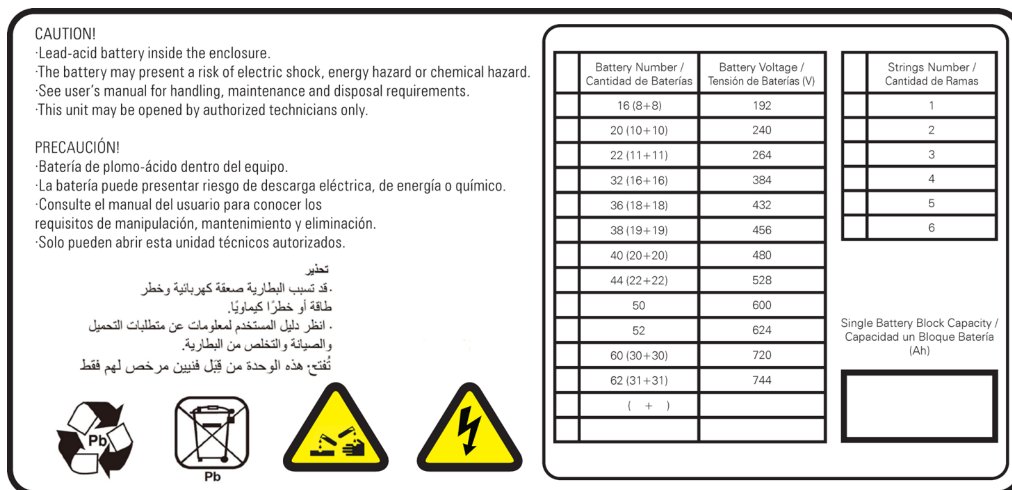 CAUTION!
·Lead-acid battery inside the enclosure.
·The battery may present a risk of electric shock, energy hazard or chemical hazard.
·See user's manual for handling, maintenance and disposal requirements.
·This unit may be opened by authorized technicians only.
PRECAUCIÓN!
·Batería de plomo-ácido dentro del equipo.
·La batería puede presentar riesgo de descarga eléctrica, de energía o químico.
·Consulte el manual del usuario para conocer los
requisitos de manipulación, mantenimiento y eliminación.
·Solo pueden abrir esta unidad técnicos autorizados.
تحذير
·قد تسبب البطارية صعقة كهربائية وخطر
طاقة أو خطرًا كيماويًا.
· انظر دليل المستخدم لمعلومات عن متطلبات التحميل
والصيانة والتخلص من البطارية.
تُفتح· هذه الوحدة من قِبَل فنيين مرخص لهم فقط
Pb
Pb
Battery Number / Battery Voltage /
Cantidad de Baterías Tensión de Baterías (V)
16 (8+8) 192
20 (10+10) 240
22 (11+11) 264
32 (16+16) 384
36 (18+18) 432
38 (19+19) 456
40 (20+20) 480
44 (22+22) 528
50 600
52 624
60 (30+30) 720
62 (31+31) 744
( + )
Strings Number /
Cantidad de Ramas
1
2
3
4
5
6
Single Battery Block Capacity /
Capacidad un Bloque Batería
(Ah)